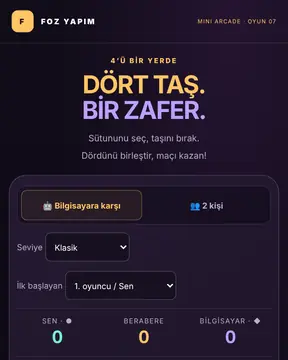 F FOZ YAPIM
MINI ARCADE · OYUN 07
4'Ü BİR YERDE
DÖRT TAŞ.
BİR ZAFER.
Sütununu seç, taşını bırak.
Dördünü birleştir, maçı kazan!
🤖 Bilgisayara karşı
👥 2 kişi
Seviye Klasik
İlk başlayan 1. oyuncu / Sen
SEN · ●
BERABERE
BİLGİSAYAR · ◆
0 0 0